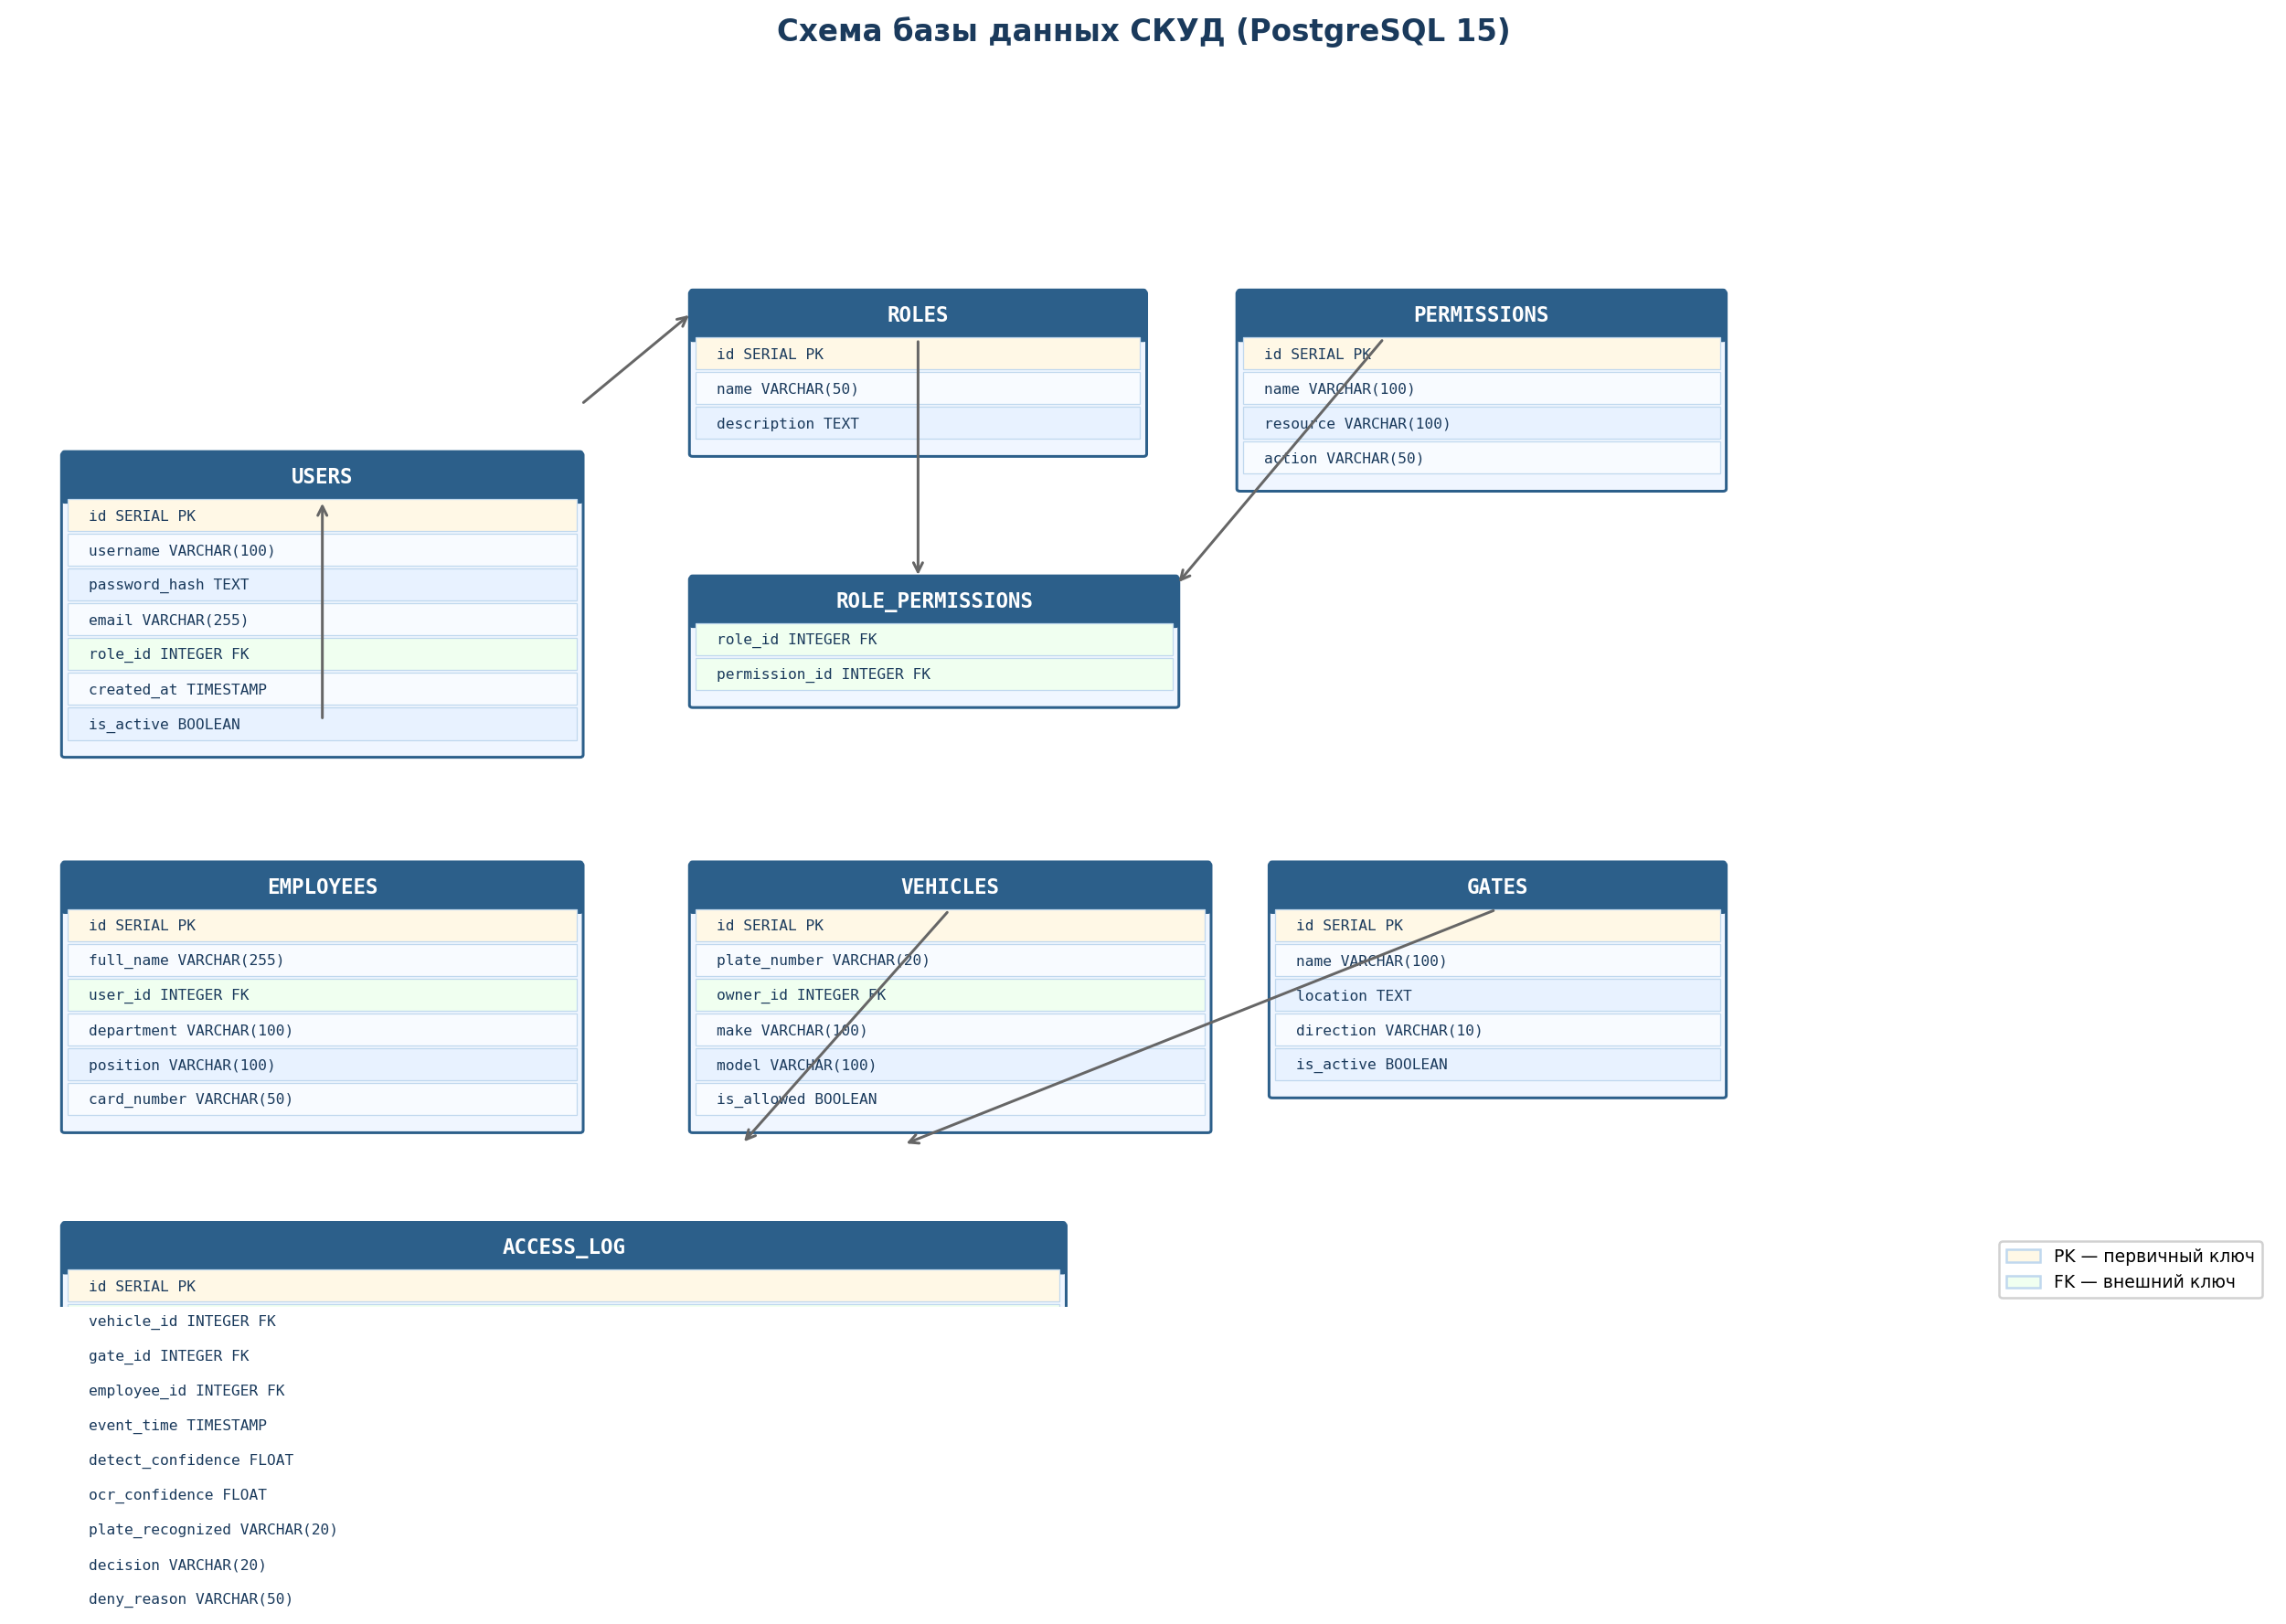 Схема базы данных СКУД (PostgreSQL 15)
ROLES
id SERIAL PK
name VARCHAR(50)
description TEXT
PERMISSIONS
id SERIAL PK
name VARCHAR(100)
resource VARCHAR(100)
action VARCHAR(50)
USERS
id SERIAL PK
username VARCHAR(100)
password_hash TEXT
email VARCHAR(255)
role_id INTEGER FK
created_at TIMESTAMP
is_active BOOLEAN
ROLE_PERMISSIONS
role_id INTEGER FK
permission_id INTEGER FK
EMPLOYEES
id SERIAL PK
full_name VARCHAR(255)
user_id INTEGER FK
department VARCHAR(100)
position VARCHAR(100)
card_number VARCHAR(50)
VEHICLES
id SERIAL PK
plate_number VARCHAR(20)
owner_id INTEGER FK
make VARCHAR(100)
model VARCHAR(100)
is_allowed BOOLEAN
GATES
id SERIAL PK
name VARCHAR(100)
location TEXT
direction VARCHAR(10)
is_active BOOLEAN
ACCESS_LOG
id SERIAL PK
vehicle_id INTEGER FK
gate_id INTEGER FK
employee_id INTEGER FK
event_time TIMESTAMP
detect_confidence FLOAT
ocr_confidence FLOAT
plate_recognized VARCHAR(20)
decision VARCHAR(20)
deny_reason VARCHAR(50)
PK — первичный ключ
FK — внешний ключ